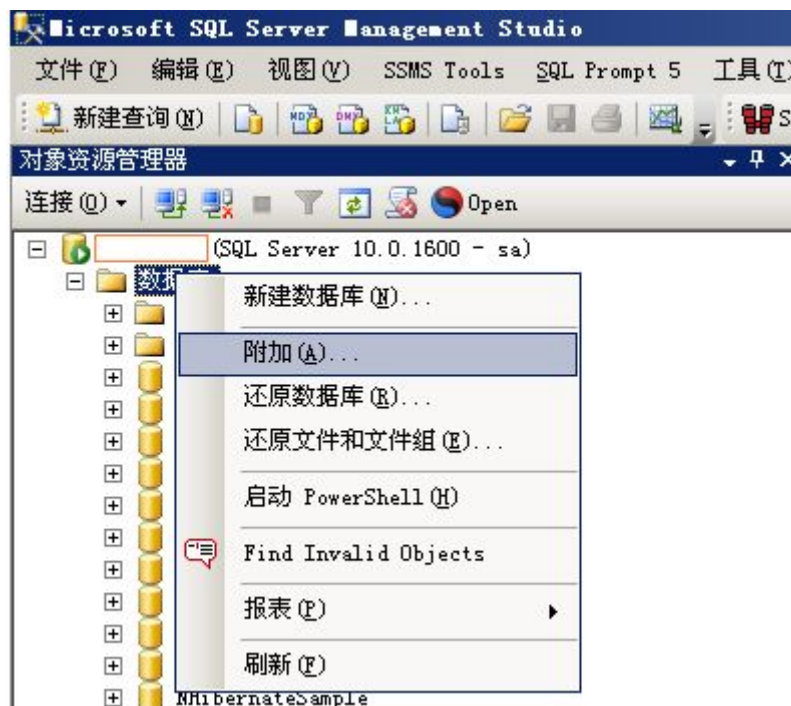 Microsoft SQL Server Management Studio
文件(F) 编辑(E) 视图(V) SSMS Tools SQL Prompt 5 工具(T)
新建查询(N) S
对象资源管理器
连接(O) Open
(SQL Server 10.0.1600 - sa)
数据
新建数据库(N)...
附加(A)...
还原数据库(R)...
还原文件和文件组(E)...
启动 PowerShell(H)
Find Invalid Objects
报表(P)
刷新(F)
NHibernateSample